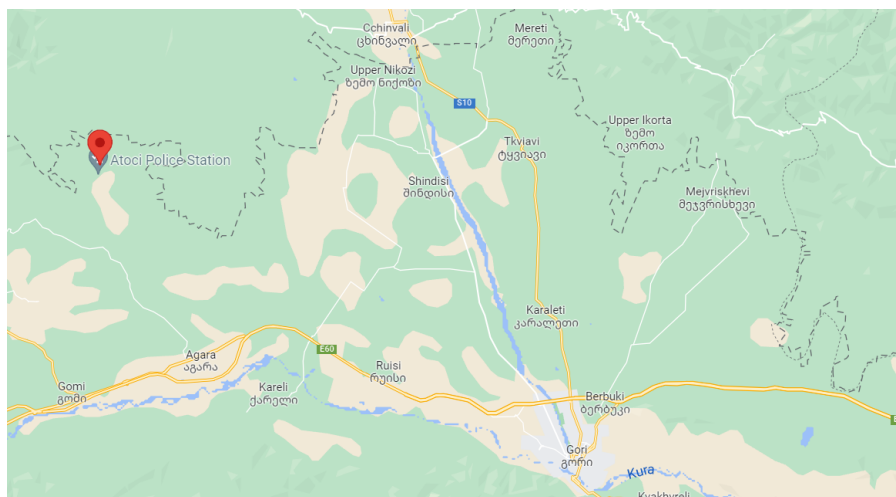 Cchinvali
ცხინვალი
Mereti
მერეთი
Upper Nikozi
ზემო ნიქოზი
S10
Upper Ikorta
ზემო
იკორთა
Tkviavi
ტყვიავი
Atoci Police Station
Shindisi
შინდისი
Mejvriskhevi
მეჯვრისხევი
Karaleti
კარალეთი
E60
Agara
აგარა
Ruisi
რუისი
Gomi
გომი
Kareli
ქარელი
Berbuki
ბერბუკი
Gori
გორი
Kura